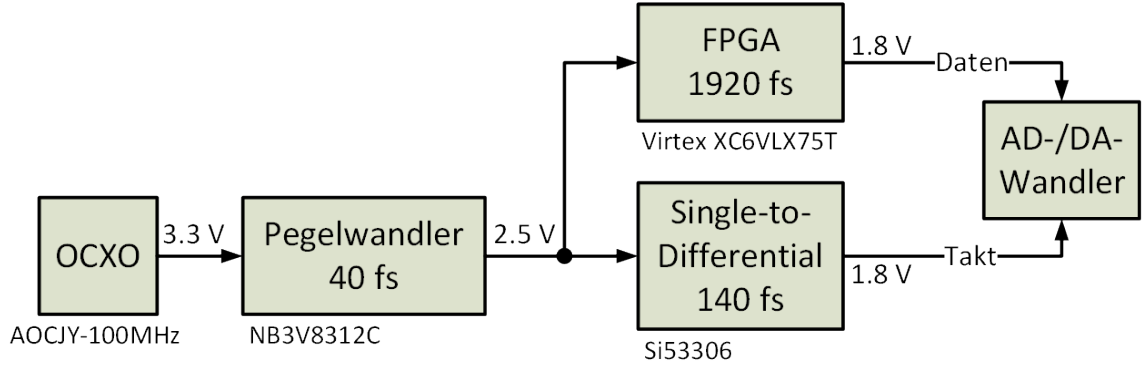 OCXO
AOCJY-100MHz
3.3 V
Pegelwandler
40 fs
NB3V8312C
2.5 V
FPGA
1920 fs
Virtex XC6VLX75T
1.8 V
Daten
Single-to-
Differential
140 fs
Si53306
1.8 V
Takt
AD-/DA-
Wandler